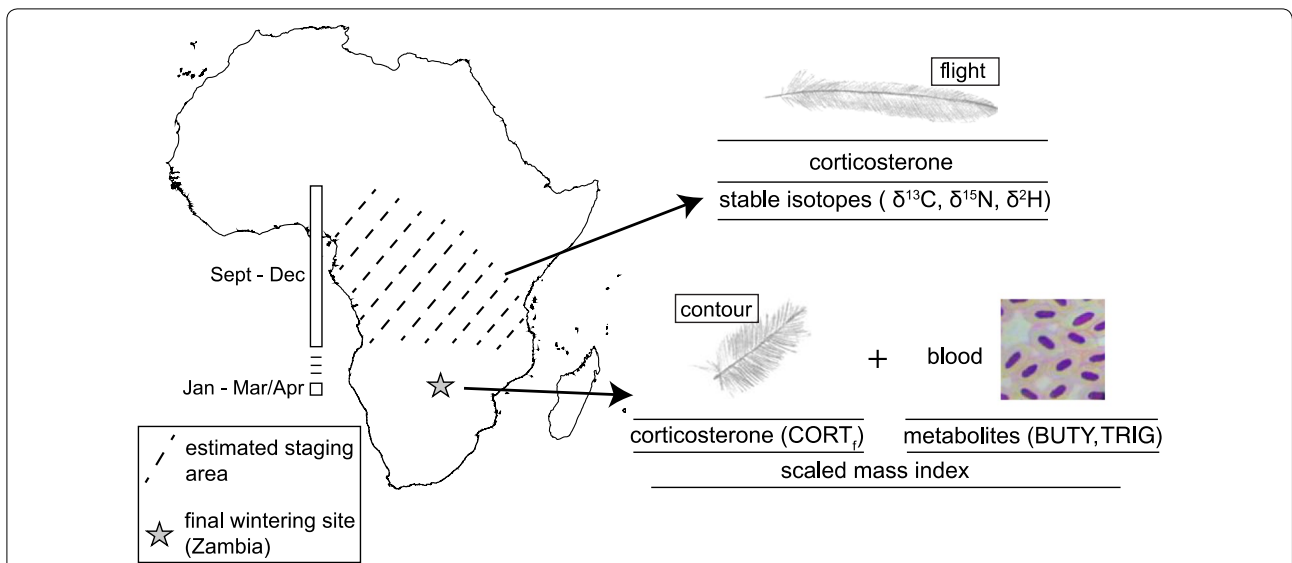 flight
corticosterone
stable isotopes ( δ¹³C, δ¹⁵N, δ²H)
Sept - Dec
Jan - Mar/Apr
contour
+
blood
corticosterone (CORTf)
metabolites (BUTY,TRIG)
scaled mass index
estimated staging
area
final wintering site
(Zambia)